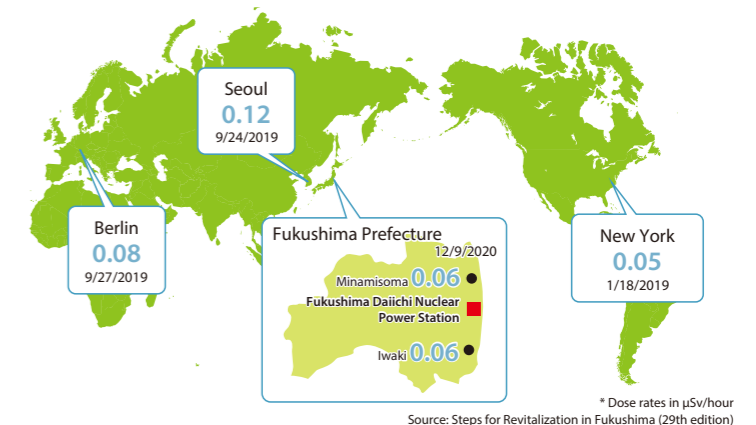 Seoul
0.12
9/24/2019
Berlin
0.08
9/27/2019
Fukushima Prefecture
12/9/2020
Minamisoma 0.06
Fukushima Daiichi Nuclear
Power Station
Iwaki 0.06
New York
0.05
1/18/2019
* Dose rates in μSv/hour
Source: Steps for Revitalization in Fukushima (29th edition)